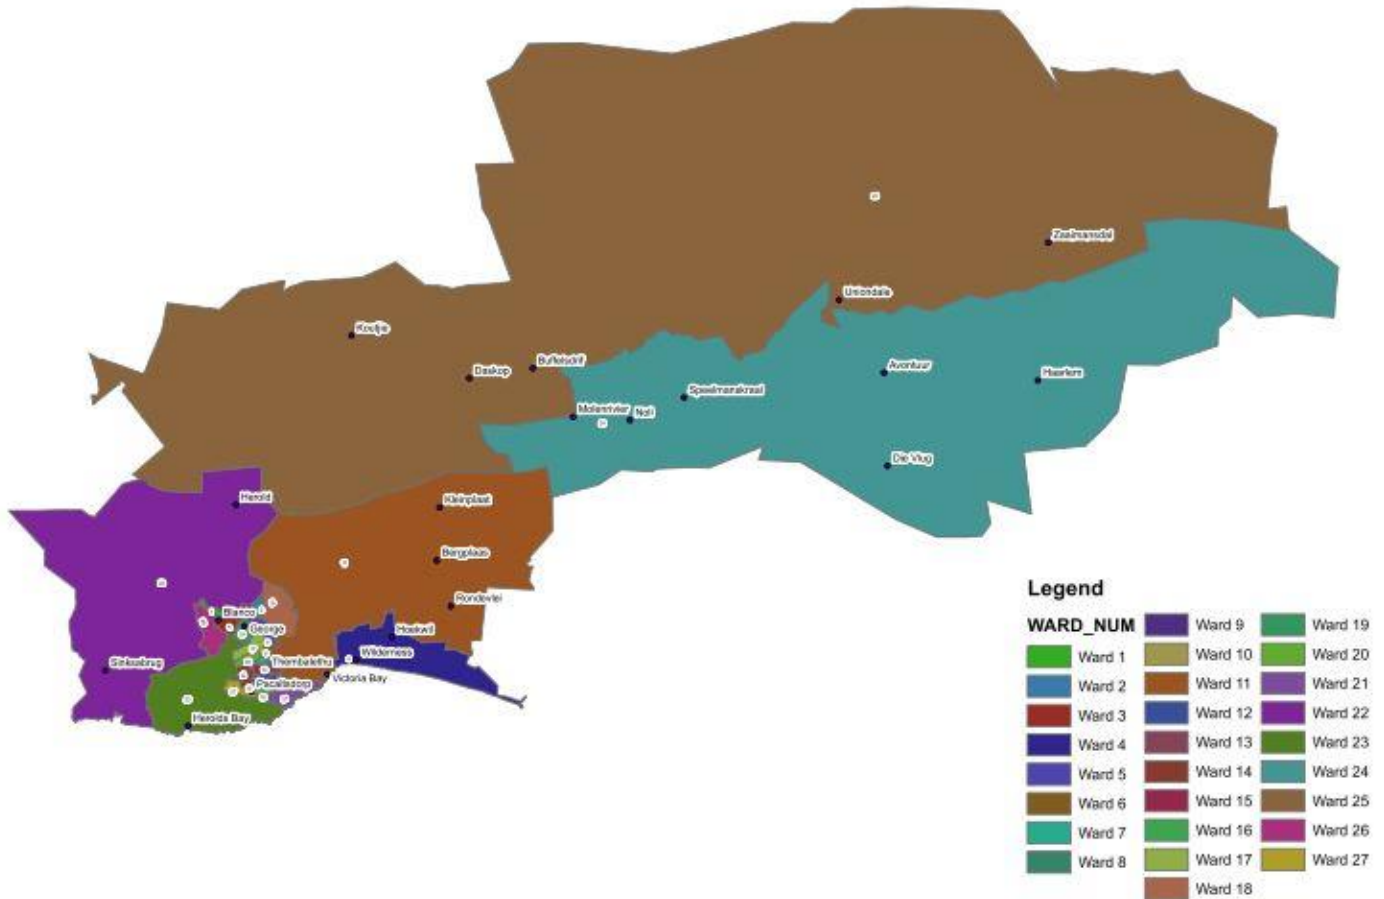 Zaaimansdal
Uniondale
Koutjie
Buffelsdrif
Daskop
Avontuur
Haarlem
Speelmanskraal
Molenrivier
Noll
Die Vlug
Herold
Kleinplaat
Bergplaas
Rondevlei
Blanco
George
Hoekwil
Wilderness
Thembalethu
Sinksabrug
Victoria Bay
Pacaltsdorp
Herolds Bay
Legend
WARD_NUM
Ward 1
Ward 2
Ward 3
Ward 4
Ward 5
Ward 6
Ward 7
Ward 8
Ward 9
Ward 10
Ward 11
Ward 12
Ward 13
Ward 14
Ward 15
Ward 16
Ward 17
Ward 18
Ward 19
Ward 20
Ward 21
Ward 22
Ward 23
Ward 24
Ward 25
Ward 26
Ward 27